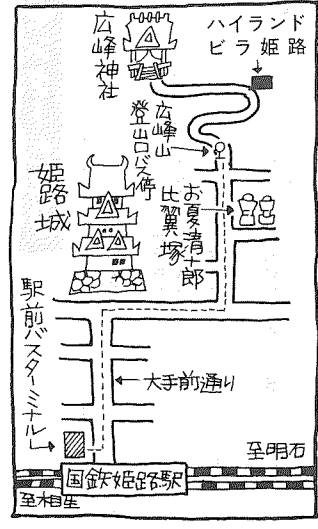 ハイランド
ビラ姫路
広峰神社
広峰山
登山口バス停
お夏清十郎
比翼塚
姫路城
駅前バスターミナル
大手前通り
至明石
国鉄姫路駅
至相生